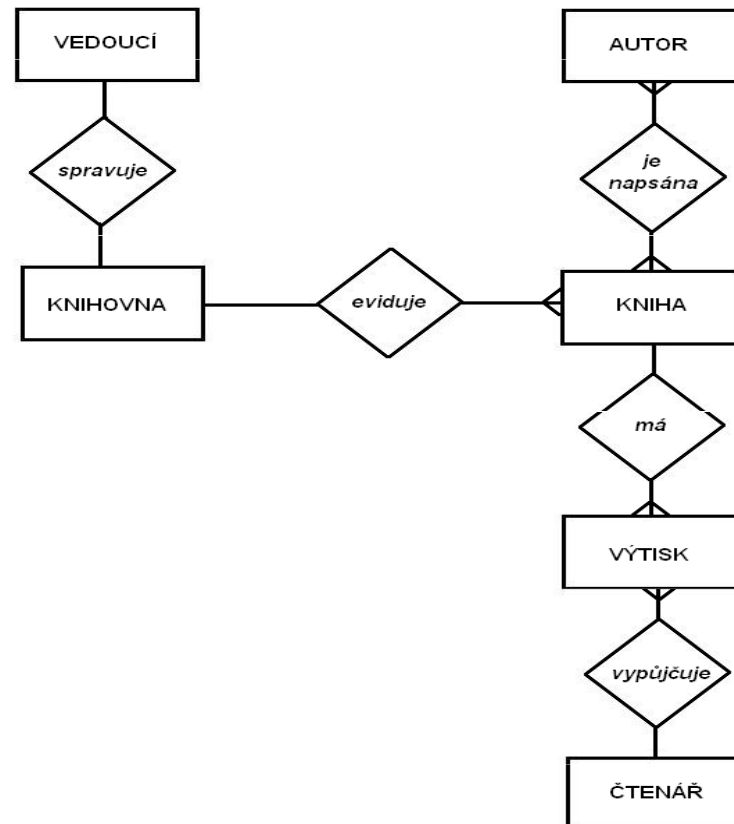 VEDOUCÍ
AUTOR
spravuje
je
napsána
KNIHOVNA
eviduje
KNIHA
má
VÝTISK
vypůjčuje
ČTENÁŘ